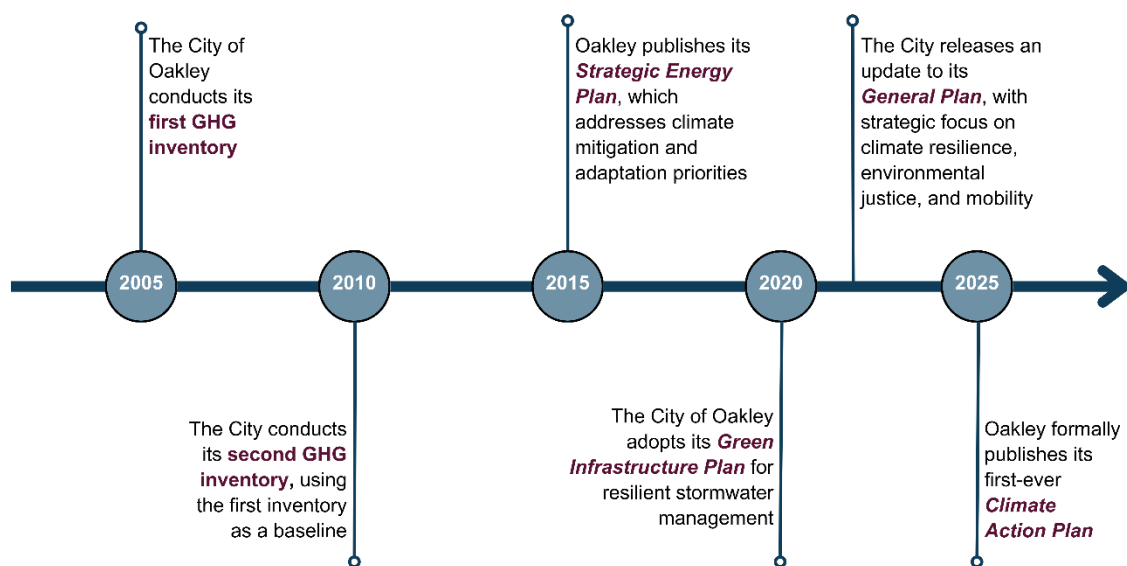 The City of
Oakley
conducts its
first GHG
inventory
Oakley publishes its
Strategic Energy
Plan, which
addresses climate
mitigation and
adaptation priorities
The City releases an
update to its
General Plan, with
strategic focus on
climate resilience,
environmental
justice, and mobility
2005
2010
2015
2020
2025
The City conducts
its second GHG
inventory, using
the first inventory
as a baseline
The City of Oakley
adopts its Green
Infrastructure Plan for
resilient stormwater
management
Oakley formally
publishes its
first-ever
Climate
Action Plan